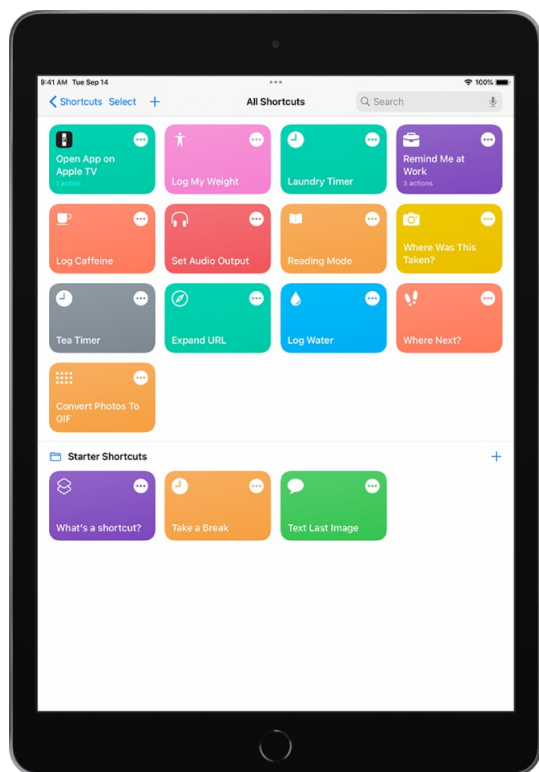 9:41 AM Tue Sep 14
100%
Shortcuts Select +
All Shortcuts
Search
Open App on
Apple TV
1 action
Log My Weight
Laundry Timer
Remind Me at
Work
3 actions
Log Caffeine
Set Audio Output
Reading Mode
Where Was This
Taken?
Tea Timer
Expand URL
Log Water
Where Next?
Convert Photos To
GIF
Starter Shortcuts
What's a shortcut?
Take a Break
Text Last Image